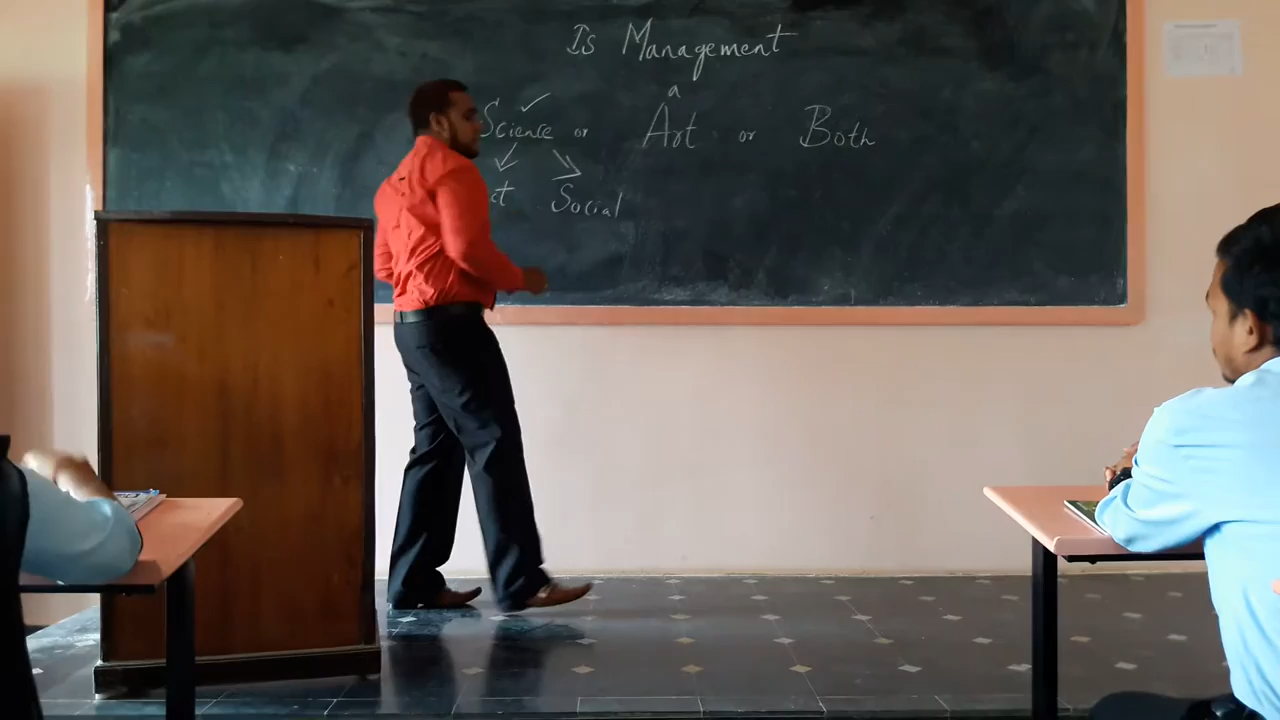 Is Management
a
Science or Art or Both
Social